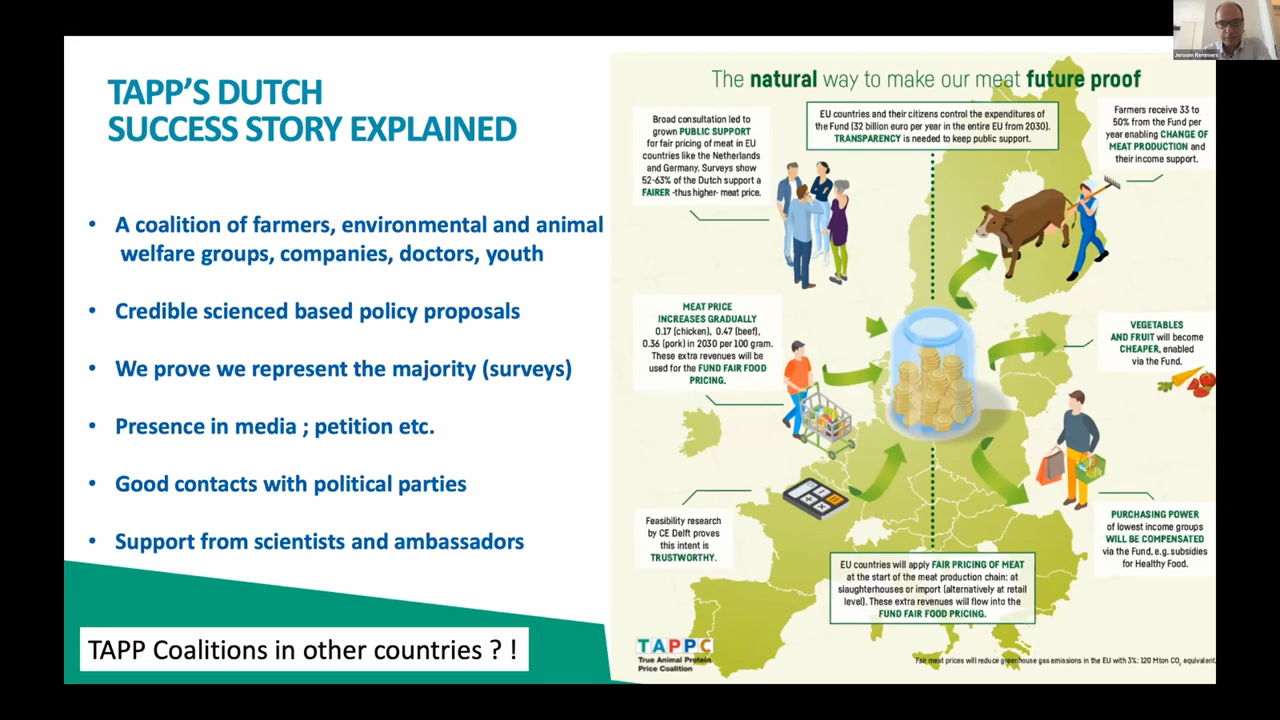 Jeroom Remmers
TAPP'S DUTCH
SUCCESS STORY EXPLAINED
• A coalition of farmers, environmental and animal
welfare groups, companies, doctors, youth
• Credible scienced based policy proposals
• We prove we represent the majority (surveys)
• Presence in media ; petition etc.
• Good contacts with political parties
• Support from scientists and ambassadors
TAPP Coalitions in other countries ? !
The natural way to make our meat future proof
Broad consultation led to
grown PUBLIC SUPPORT
for fair pricing of meat in EU
countries like the Netherlands
and Germany. Surveys show
52-63% of the Dutch support a
FAIRER -thus higher- meat price.
EU countries and their citizens control the expenditures of
the Fund (32 billion euro per year in the entire EU from 2030).
TRANSPARENCY is needed to keep public support.
Farmers receive 33 to
50% from the Fund per
year enabling CHANGE OF
MEAT PRODUCTION and
their income support.
MEAT PRICE
INCREASES GRADUALLY
0.17 (chicken), 0.47 (beef),
0.36 (pork) in 2030 per 100 gram.
These extra revenues will be
used for the FUND FAIR FOOD
PRICING.
VEGETABLES
AND FRUIT will become
CHEAPER, enabled
via the Fund.
Feasibility research
by CE Delft proves
this intent is
TRUSTWORTHY.
PURCHASING POWER
of lowest income groups
WILL BE COMPENSATED
via the Fund, e.g. subsidies
for Healthy Food.
EU countries will apply FAIR PRICING OF MEAT
at the start of the meat production chain: at
slaughterhouses or import (alternatively at retail
level). These extra revenues will flow into the
FUND FAIR FOOD PRICING.
TAPPC
True Animal Protein
Price Coalition
Fair meat prices will reduce greenhouse gas emissions in the EU with 3%: 120 Mton CO2 equivalent